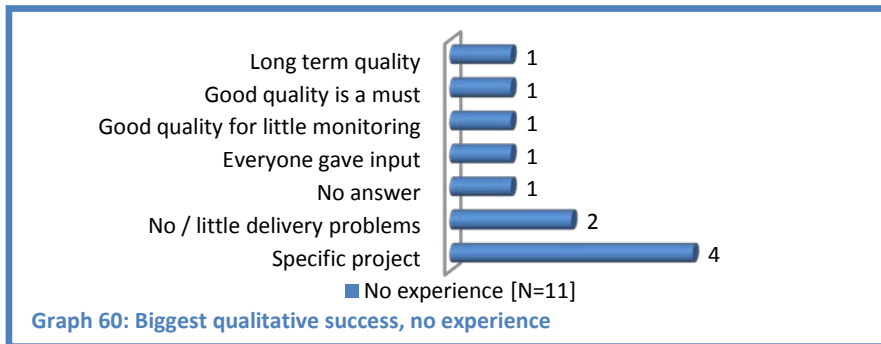 Long term quality 1
Good quality is a must 1
Good quality for little monitoring 1
Everyone gave input 1
No answer 1
No / little delivery problems 2
Specific project 4
No experience [N=11]
Graph 60: Biggest qualitative success, no experience